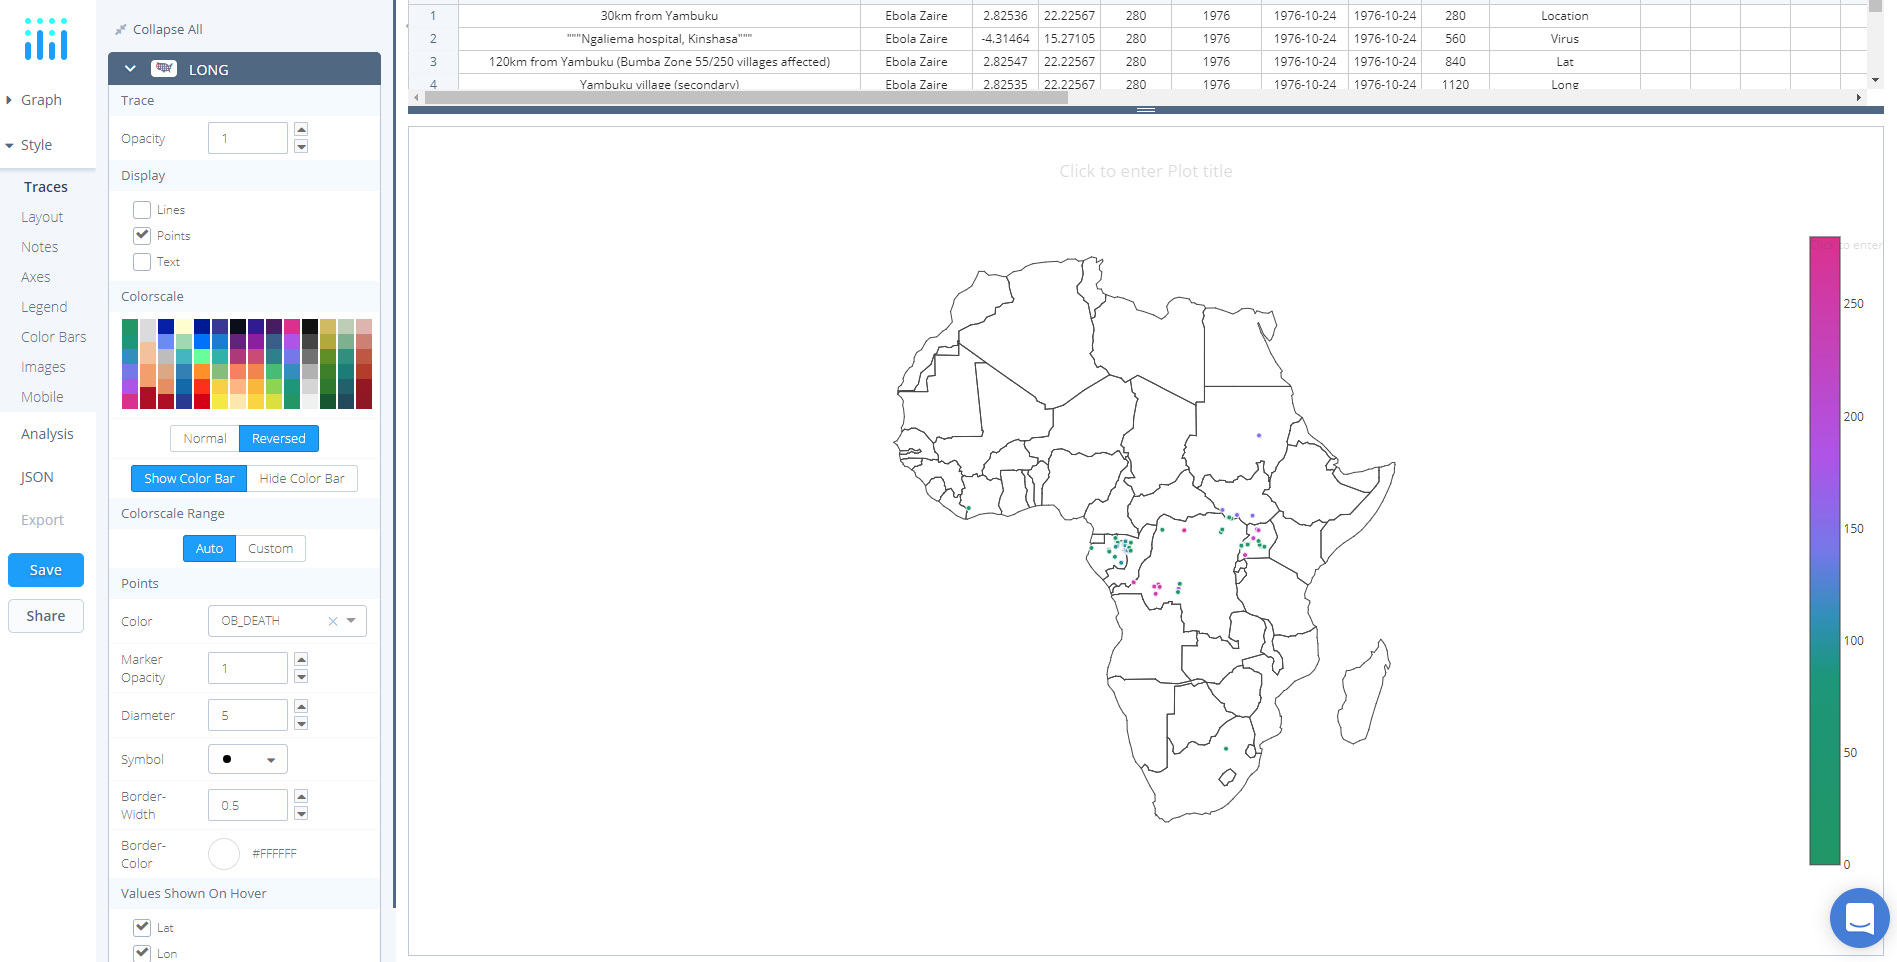 Collapse All
LONG
Graph
Style
Traces
Layout
Notes
Axes
Legend
Color Bars
Images
Mobile
Analysis
JSON
Export
Save
Share
Trace
Opacity 1
Display
Lines
Points
Text
Colorscale
Normal Reversed
Show Color Bar Hide Color Bar
Colorscale Range
Auto Custom
Points
Color OB_DEATH
Marker
Opacity 1
Diameter 5
Symbol
Border-
Width 0.5
Border-
Color #FFFFFF
Values Shown On Hover
Lat
Lon
1 30km from Yambuku Ebola Zaire 2.82536 22.22567 280 1976 1976-10-24 1976-10-24 280 Location
2 """Ngaliema hospital, Kinshasa""" Ebola Zaire -4.31464 15.27105 280 1976 1976-10-24 1976-10-24 560 Virus
3 120km from Yambuku (Bumba Zone 55/250 villages affected) Ebola Zaire 2.82547 22.22567 280 1976 1976-10-24 1976-10-24 840 Lat
4 Yambuku village (secondary) Ebola Zaire 2.82535 22.22567 280 1976 1976-10-24 1976-10-24 1120 Long
Click to enter Plot title
Click to enter
250
200
150
100
50
0